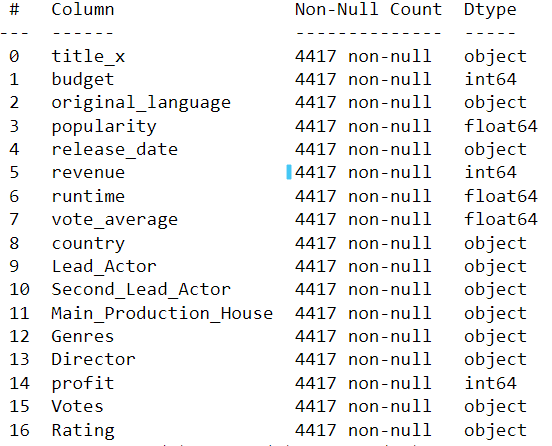 #   Column                 Non-Null Count  Dtype
---  ------                 --------------  -----
0   title_x                4417 non-null   object
1   budget                 4417 non-null   int64
2   original_language      4417 non-null   object
3   popularity             4417 non-null   float64
4   release_date           4417 non-null   object
5   revenue                4417 non-null   int64
6   runtime                4417 non-null   float64
7   vote_average           4417 non-null   float64
8   country                4417 non-null   object
9   Lead_Actor             4417 non-null   object
10  Second_Lead_Actor      4417 non-null   object
11  Main_Production_House  4417 non-null   object
12  Genres                 4417 non-null   object
13  Director               4417 non-null   object
14  profit                 4417 non-null   int64
15  Votes                  4417 non-null   object
16  Rating                 4417 non-null   object